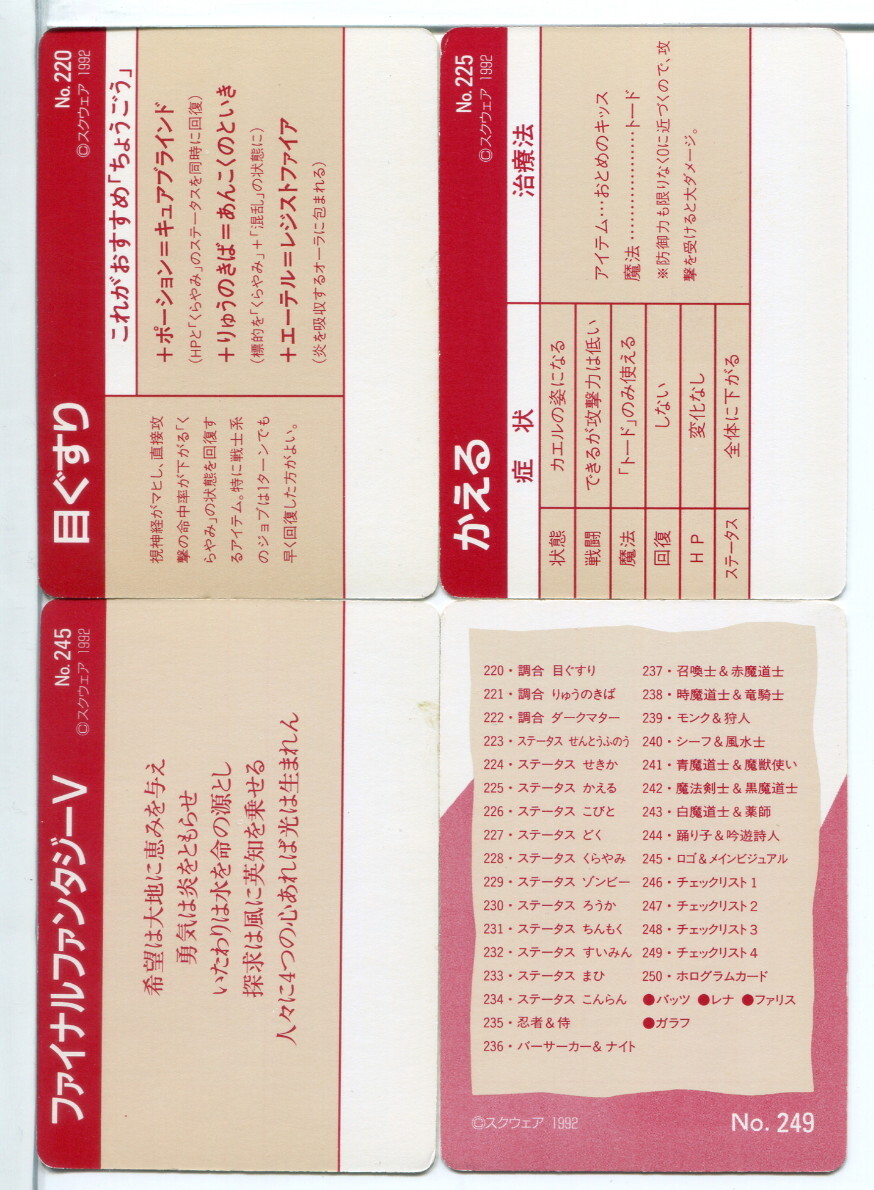 目ぐすり
No. 220
©スクウェア 1992
視神経がマヒし、直接攻
撃の命中率が下がる「く
らやみ」の状態を回復す
るアイテム。特に戦士系
のジョブは1ターンでも
早く回復した方がよい。
これがおすすめ「ちょうごう」
+ポーション=キュアブラインド
(HPと「くらやみ」のステータスを同時に回復)
+りゅうのきば=あんこくのといき
(標的を「くらやみ」+「混乱」の状態に)
+エーテル=レジストファイア
(炎を吸収するオーラに包まれる)
かえる
No. 225
©スクウェア 1992
症 状
状態 カエルの姿になる
戦闘 できるが攻撃力は低い
魔法 「トード」のみ使える
回復 しない
HP 変化なし
ステータス 全体に下がる
治療法
アイテム…おとめのキッス
魔法…………………トード
※防御力も限りなく0に近づくので、攻
撃を受けると大ダメージ。
ファイナルファンタジーV
No. 245
©スクウェア 1992
希望は大地に恵みを与え
勇気は炎をともらせ
いたわりは水を命の源とし
探求は風に英知を乗せる
人々に4つの心あれば光は生まれん
220・調合 目ぐすり
221・調合 りゅうのきば
222・調合 ダークマター
223・ステータス せんとうふのう
224・ステータス せきか
225・ステータス かえる
226・ステータス こびと
227・ステータス どく
228・ステータス くらやみ
229・ステータス ゾンビー
230・ステータス ろうか
231・ステータス ちんもく
232・ステータス すいみん
233・ステータス まひ
234・ステータス こんらん
235・忍者&侍
236・バーサーカー&ナイト
237・召喚士&赤魔道士
238・時魔道士&竜騎士
239・モンク&狩人
240・シーフ&風水士
241・青魔道士&魔獣使い
242・魔法剣士&黒魔道士
243・白魔道士&薬師
244・踊り子&吟遊詩人
245・ロゴ&メインビジュアル
246・チェックリスト1
247・チェックリスト2
248・チェックリスト3
249・チェックリスト4
250・ホログラムカード
●バッツ ●レナ ●ファリス
●ガラフ
©スクウェア 1992
No. 249